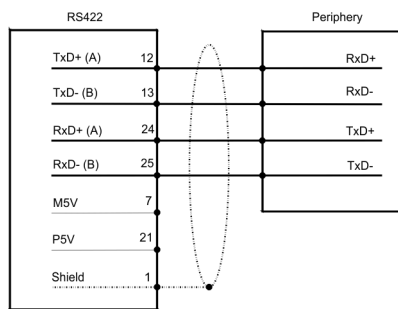 RS422 Periphery
TxD+ (A) 12 RxD+
TxD- (B) 13 RxD-
RxD+ (A) 24 TxD+
RxD- (B) 25 TxD-
M5V 7
P5V 21
Shield 1